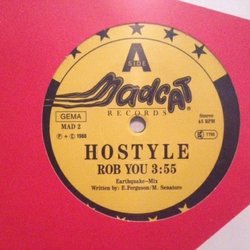 A
SIDE
madcat
RECORDS
GEMA
MAD 2
Stereo
45 RPM
℗ + © 1988
HOSTYLE
ROB YOU 3:55
Earthquake-Mix
Written by: E.Ferguson/M. Senatore